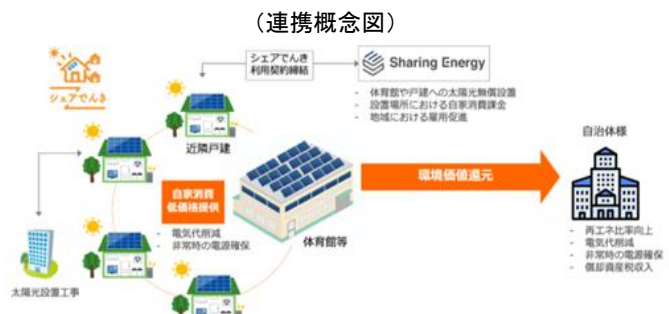 （連携概念図）
シェアでんき
シェアでんき
利用契約締結
Sharing Energy
- 体育館や戸建への太陽光無償設置
- 設置場所における自家消費課金
- 地域における雇用促進
近隣戸建
自家消費
低価格提供
- 電気代削減
- 非常時の電源確保
体育館等
環境価値還元
自治体様
- 再エネ比率向上
- 電気代削減
- 非常時の電源確保
- 償却資産税収入
太陽光設置工事